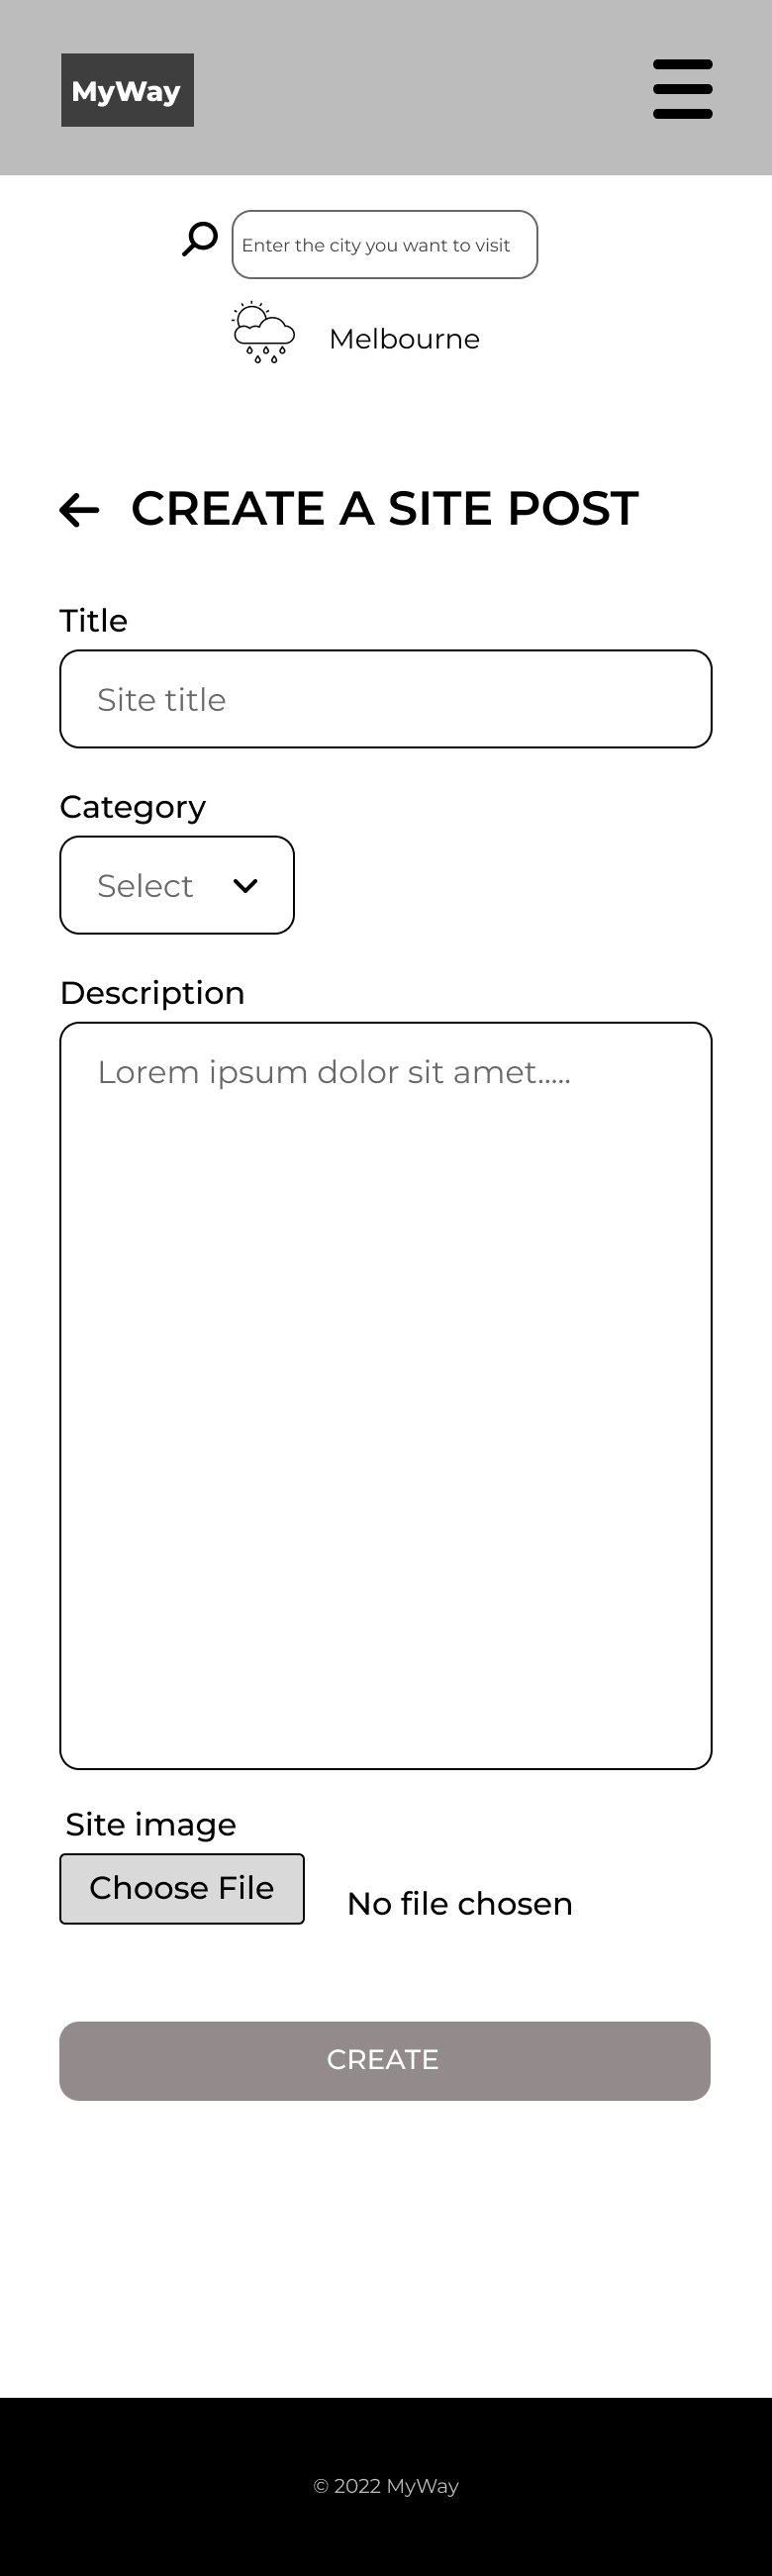 MyWay
Enter the city you want to visit
Melbourne
CREATE A SITE POST
Title
Site title
Category
Select
Description
Lorem ipsum dolor sit amet.....
Site image
Choose File
No file chosen
CREATE
© 2022 MyWay